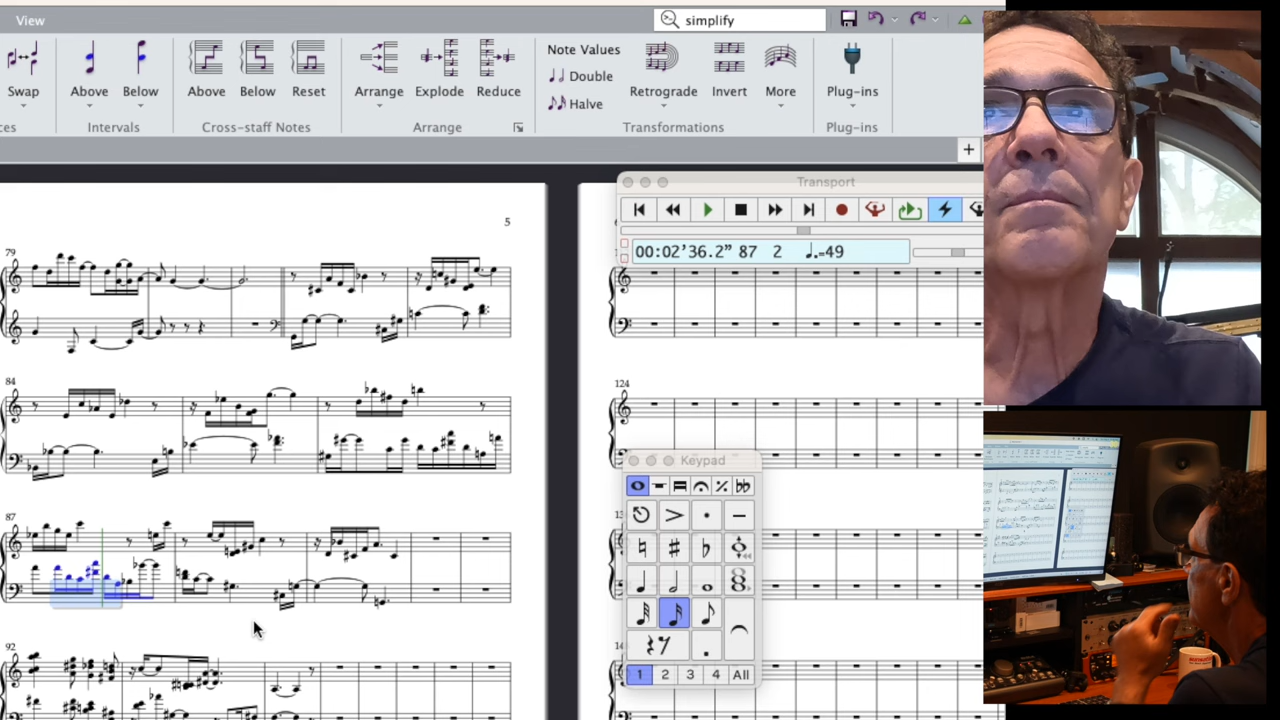 View
simplify
Swap
Above
Below
Above
Below
Reset
Arrange
Explode
Reduce
Note Values
Double
Halve
Retrograde
Invert
More
Plug-ins
Intervals
Cross-staff Notes
Arrange
Transformations
Plug-ins
Transport
00:02'36.2" 87 2 ♩.=49
5
79
84
124
Keypad
87
92
1 2 3 4 All